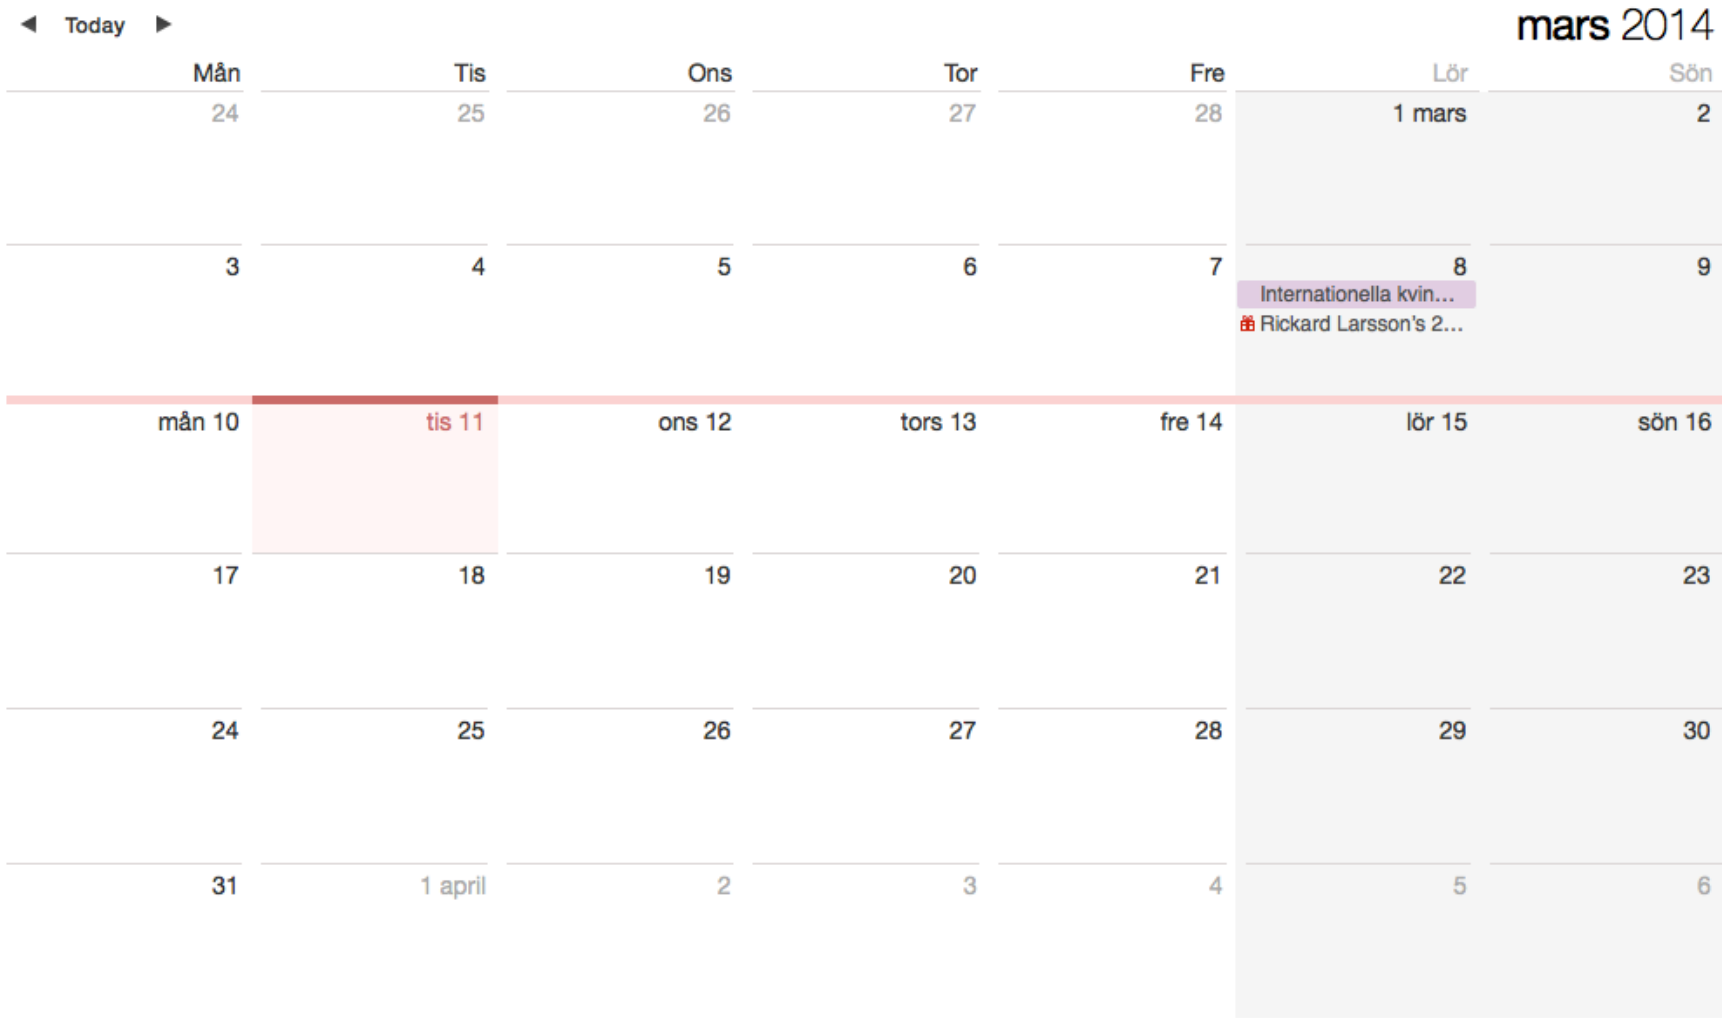 Today
mars 2014
Mån Tis Ons Tor Fre Lör Sön
24 25 26 27 28 1 mars 2
3 4 5 6 7 8 9
Internationella kvin...
Rickard Larsson's 2...
mån 10 tis 11 ons 12 tors 13 fre 14 lör 15 sön 16
17 18 19 20 21 22 23
24 25 26 27 28 29 30
31 1 april 2 3 4 5 6